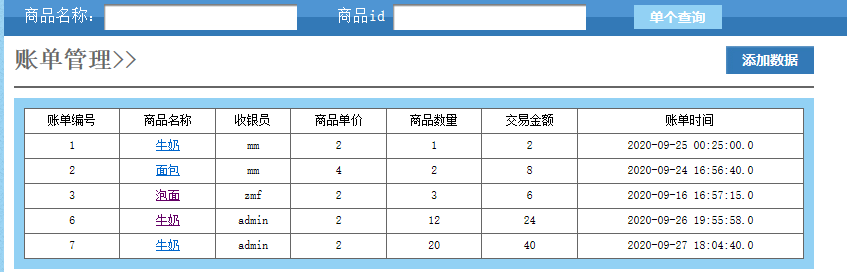 商品名称: 商品id 单个查询
账单管理>> 添加数据
账单编号 商品名称 收银员 商品单价 商品数量 交易金额 账单时间
1 牛奶 mm 2 1 2 2020-09-25 00:25:00.0
2 面包 mm 4 2 8 2020-09-24 16:56:40.0
3 泡面 zmf 2 3 6 2020-09-16 16:57:15.0
6 牛奶 admin 2 12 24 2020-09-26 19:55:58.0
7 牛奶 admin 2 20 40 2020-09-27 18:04:40.0